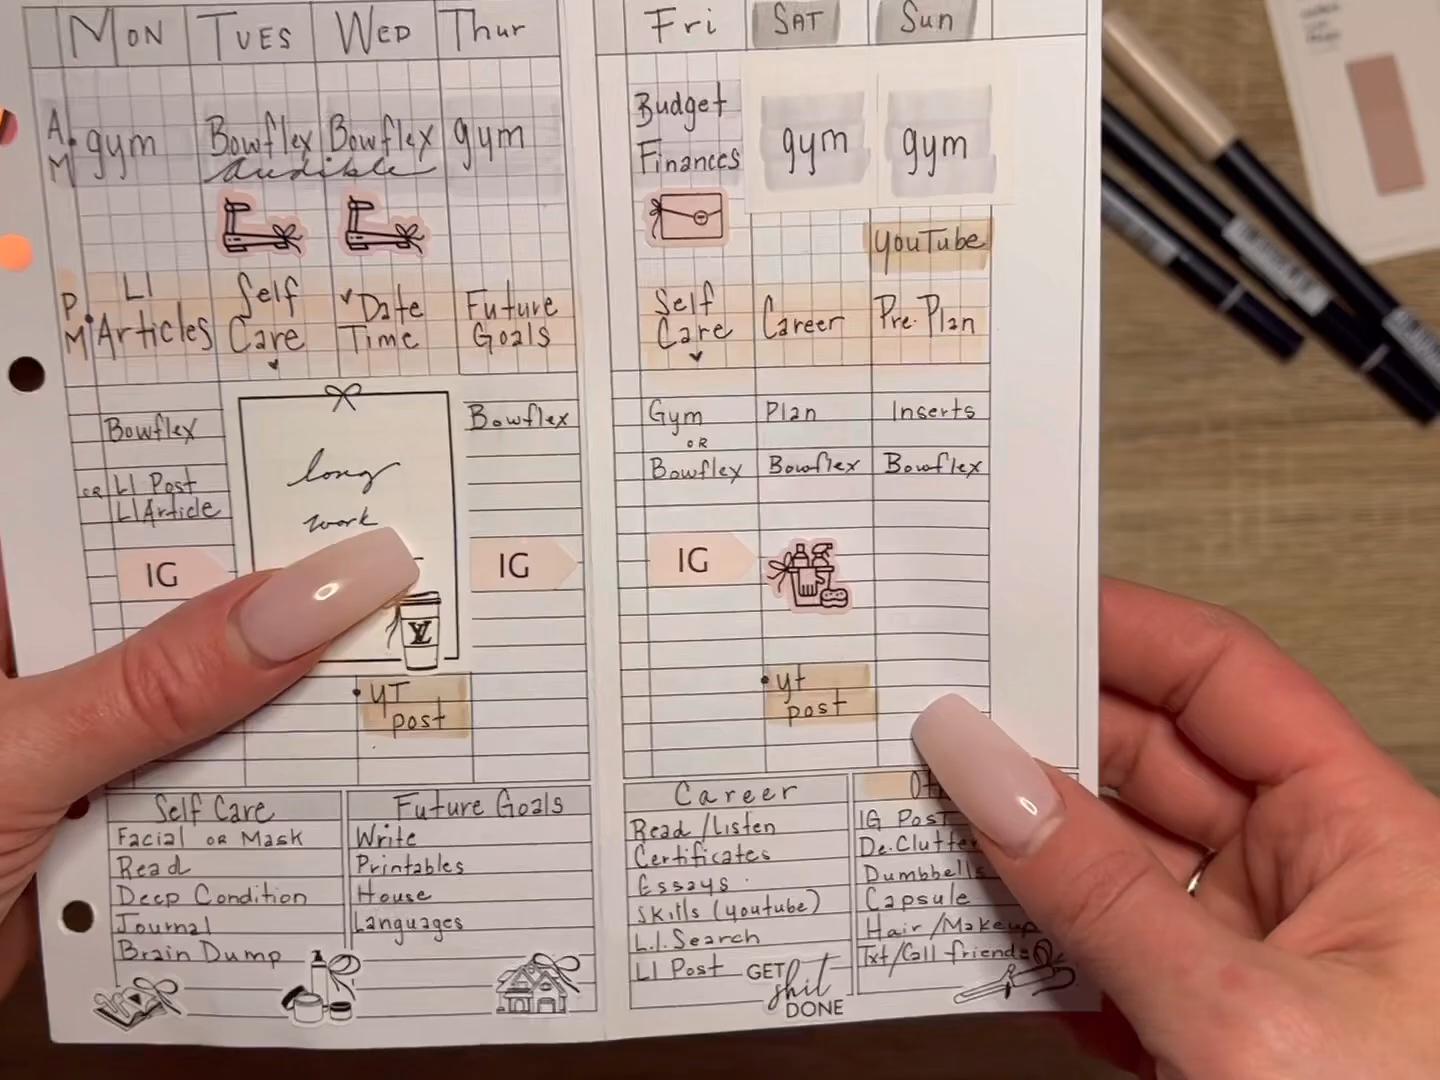 MON TUES WED Thur Fri SAT Sun
A.M gym Bowflex Bowflex gym
audible
Budget
Finances
gym gym
YouTube
P.M LI
Articles
Self
Care
Date
Time
Future
Goals
Self
Care
Career
Pre-Plan
Bowflex
OR LI Post
LI Article
IG
long
work
YT
post
Bowflex
IG
Gym
OR
Bowflex
IG
Plan
Bowflex
yt
post
Inserts
Bowflex
Self Care
Facial OR Mask
Read
Deep Condition
Journal
Brain Dump
Future Goals
Write
Printables
House
Languages
Career
Read/Listen
Certificates
Essays
Skills (youtube)
L.I. Search
LI Post
GET
shit
DONE
IG Post
De-Clutter
Dumbbells
Capsule
Hair/Makeup
Txt/Call friends